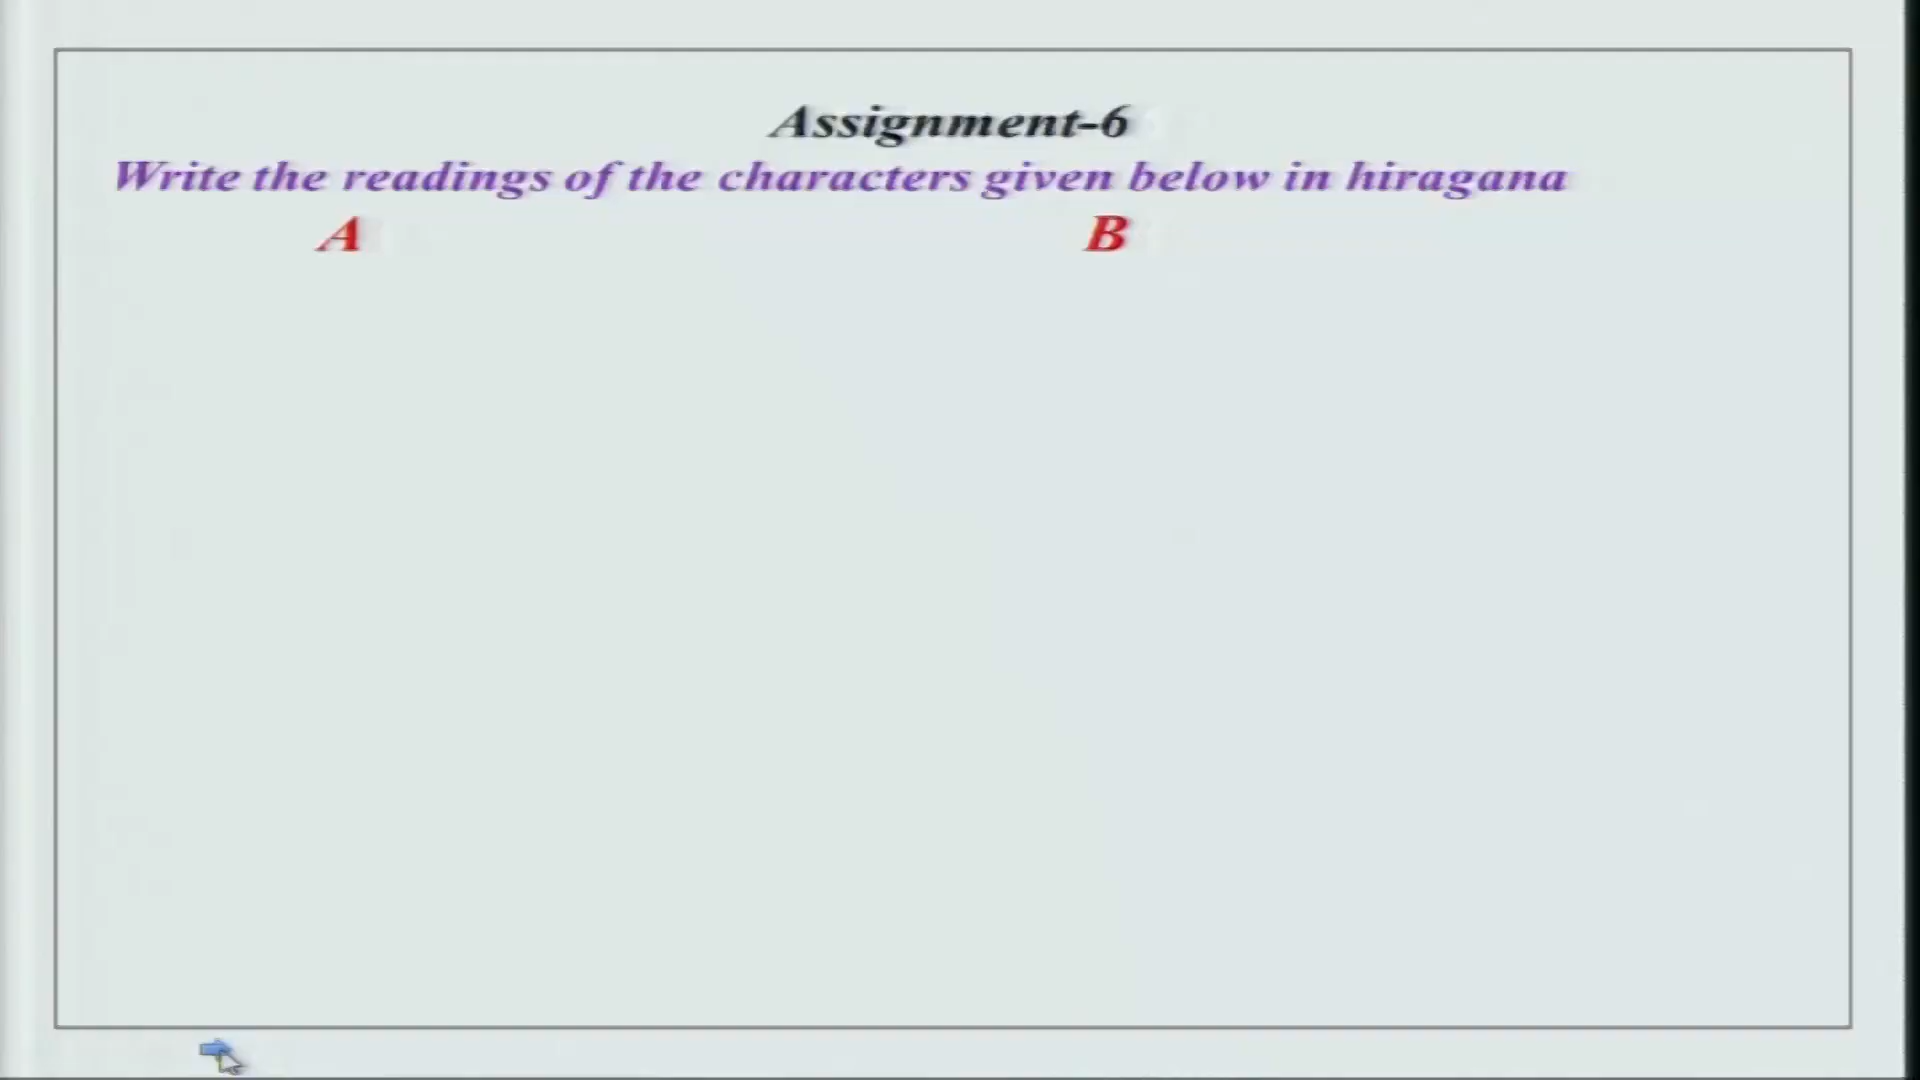 Assignment-6
Write the readings of the characters given below in hiragana
A B